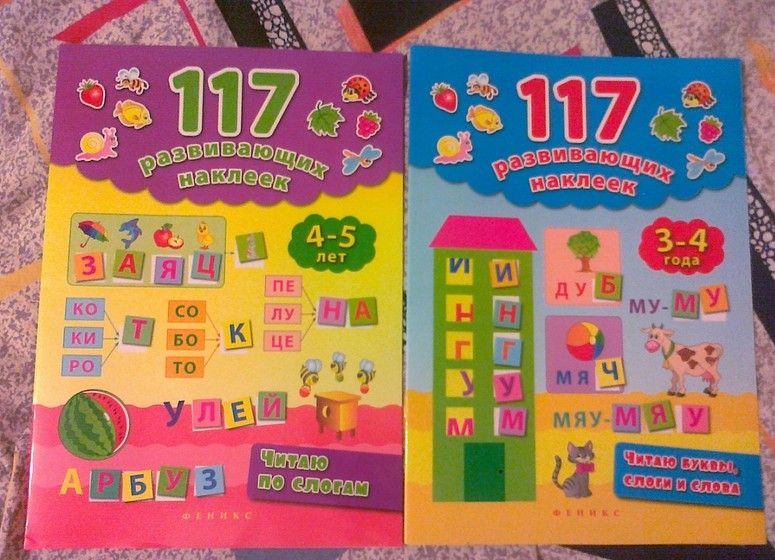 117
развивающих
наклеек
4-5
лет
ЗАЯЦ
КО
КИ
РО
Т
СО
БО
ТО
К
ПЕ
ЛУ
ЦЕ
НА
УЛЕЙ
АРБУЗ
Читаю
по слогам
ФЕНИКС
117
развивающих
наклеек
3-4
года
И И
Н Н
Г Г
У У
М М
ДУБ
МУ-МУ
МЯЧ
МЯУ-МЯУ
Читаю буквы,
слоги и слова
ФЕНИКС